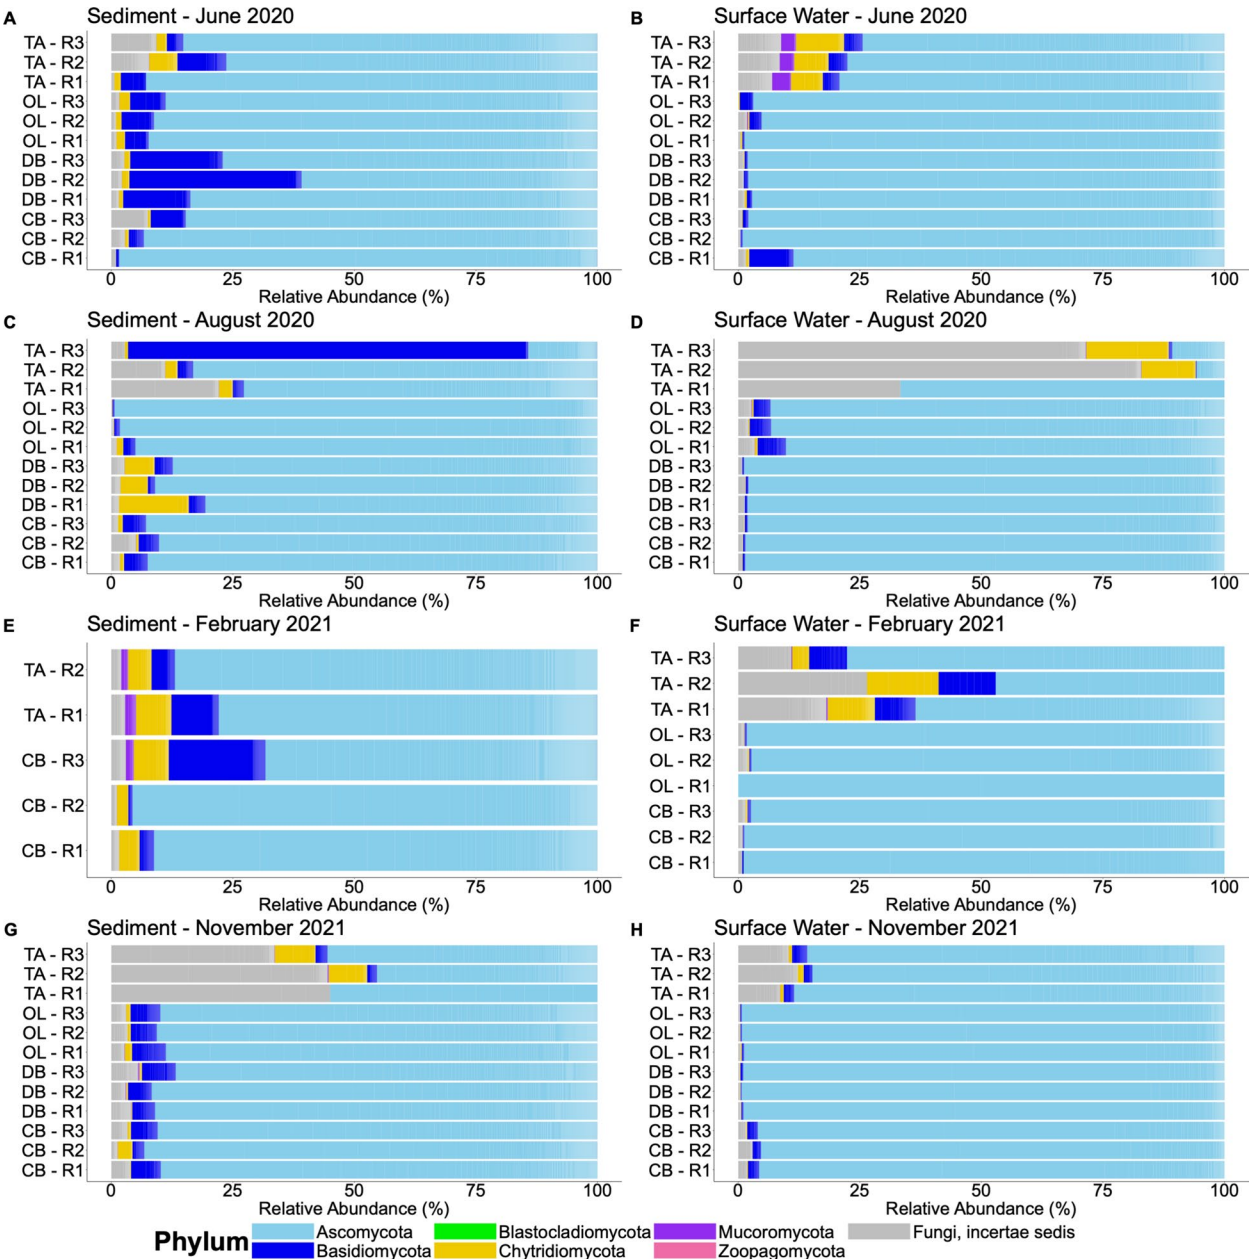 A Sediment - June 2020
TA - R3
TA - R2
TA - R1
OL - R3
OL - R2
OL - R1
DB - R3
DB - R2
DB - R1
CB - R3
CB - R2
CB - R1
0 25 50 75 100
Relative Abundance (%)
B Surface Water - June 2020
TA - R3
TA - R2
TA - R1
OL - R3
OL - R2
OL - R1
DB - R3
DB - R2
DB - R1
CB - R3
CB - R2
CB - R1
0 25 50 75 100
Relative Abundance (%)
C Sediment - August 2020
TA - R3
TA - R2
TA - R1
OL - R3
OL - R2
OL - R1
DB - R3
DB - R2
DB - R1
CB - R3
CB - R2
CB - R1
0 25 50 75 100
Relative Abundance (%)
D Surface Water - August 2020
TA - R3
TA - R2
TA - R1
OL - R3
OL - R2
OL - R1
DB - R3
DB - R2
DB - R1
CB - R3
CB - R2
CB - R1
0 25 50 75 100
Relative Abundance (%)
E Sediment - February 2021
TA - R2
TA - R1
CB - R3
CB - R2
CB - R1
0 25 50 75 100
Relative Abundance (%)
F Surface Water - February 2021
TA - R3
TA - R2
TA - R1
OL - R3
OL - R2
OL - R1
CB - R3
CB - R2
CB - R1
0 25 50 75 100
Relative Abundance (%)
G Sediment - November 2021
TA - R3
TA - R2
TA - R1
OL - R3
OL - R2
OL - R1
DB - R3
DB - R2
DB - R1
CB - R3
CB - R2
CB - R1
0 25 50 75 100
Relative Abundance (%)
H Surface Water - November 2021
TA - R3
TA - R2
TA - R1
OL - R3
OL - R2
OL - R1
DB - R3
DB - R2
DB - R1
CB - R3
CB - R2
CB - R1
0 25 50 75 100
Relative Abundance (%)
Phylum
Ascomycota Blastocladiomycota Mucoromycota Fungi, incertae sedis
Basidiomycota Chytridiomycota Zoopagomycota